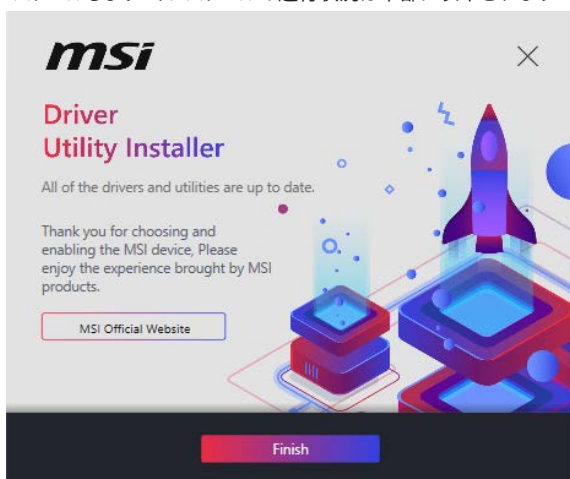 msi
Driver
Utility Installer
All of the drivers and utilities are up to date.
Thank you for choosing and
enabling the MSI device, Please
enjoy the experience brought by MSI
products.
MSI Official Website
Finish